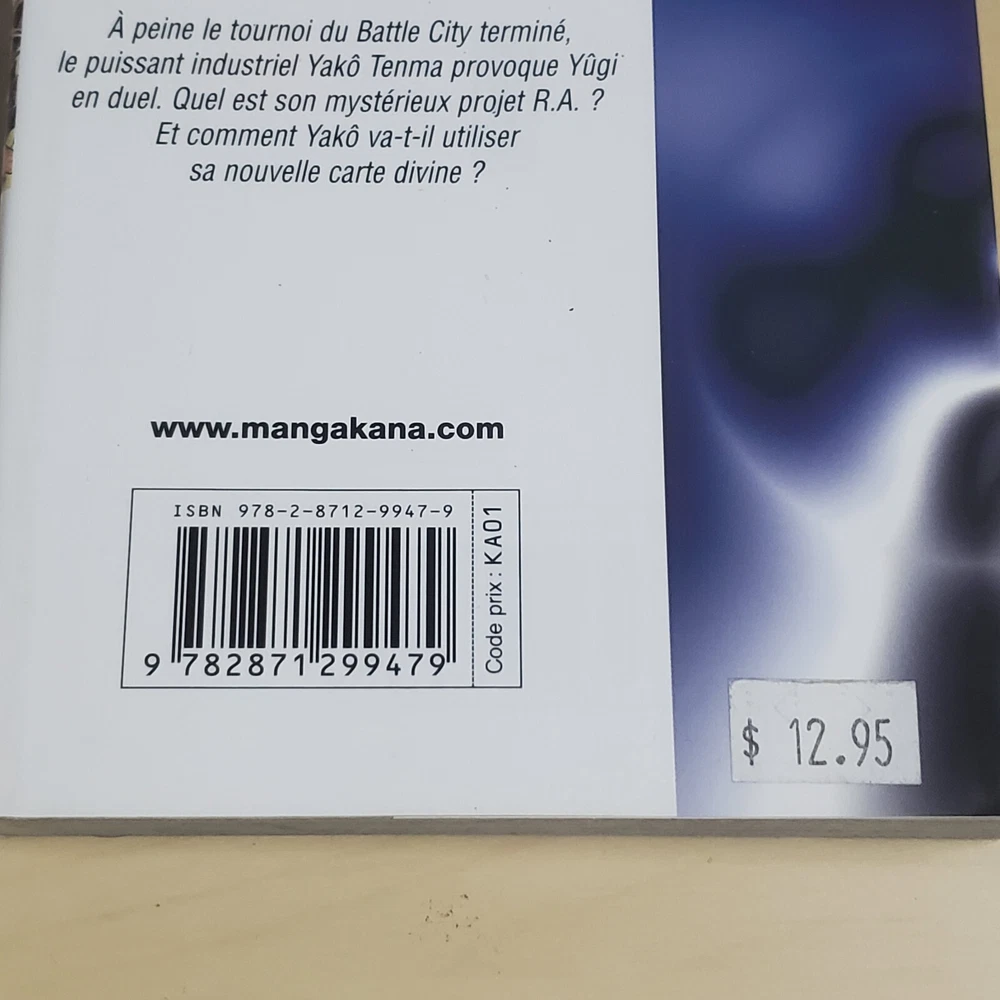 À peine le tournoi du Battle City terminé,
le puissant industriel Yakô Tenma provoque Yûgi
en duel. Quel est son mystérieux projet R.A. ?
Et comment Yakô va-t-il utiliser
sa nouvelle carte divine ?
www.mangakana.com
ISBN 978-2-8712-9947-9
9 782871 299479
Code prix : KA01
$ 12.95